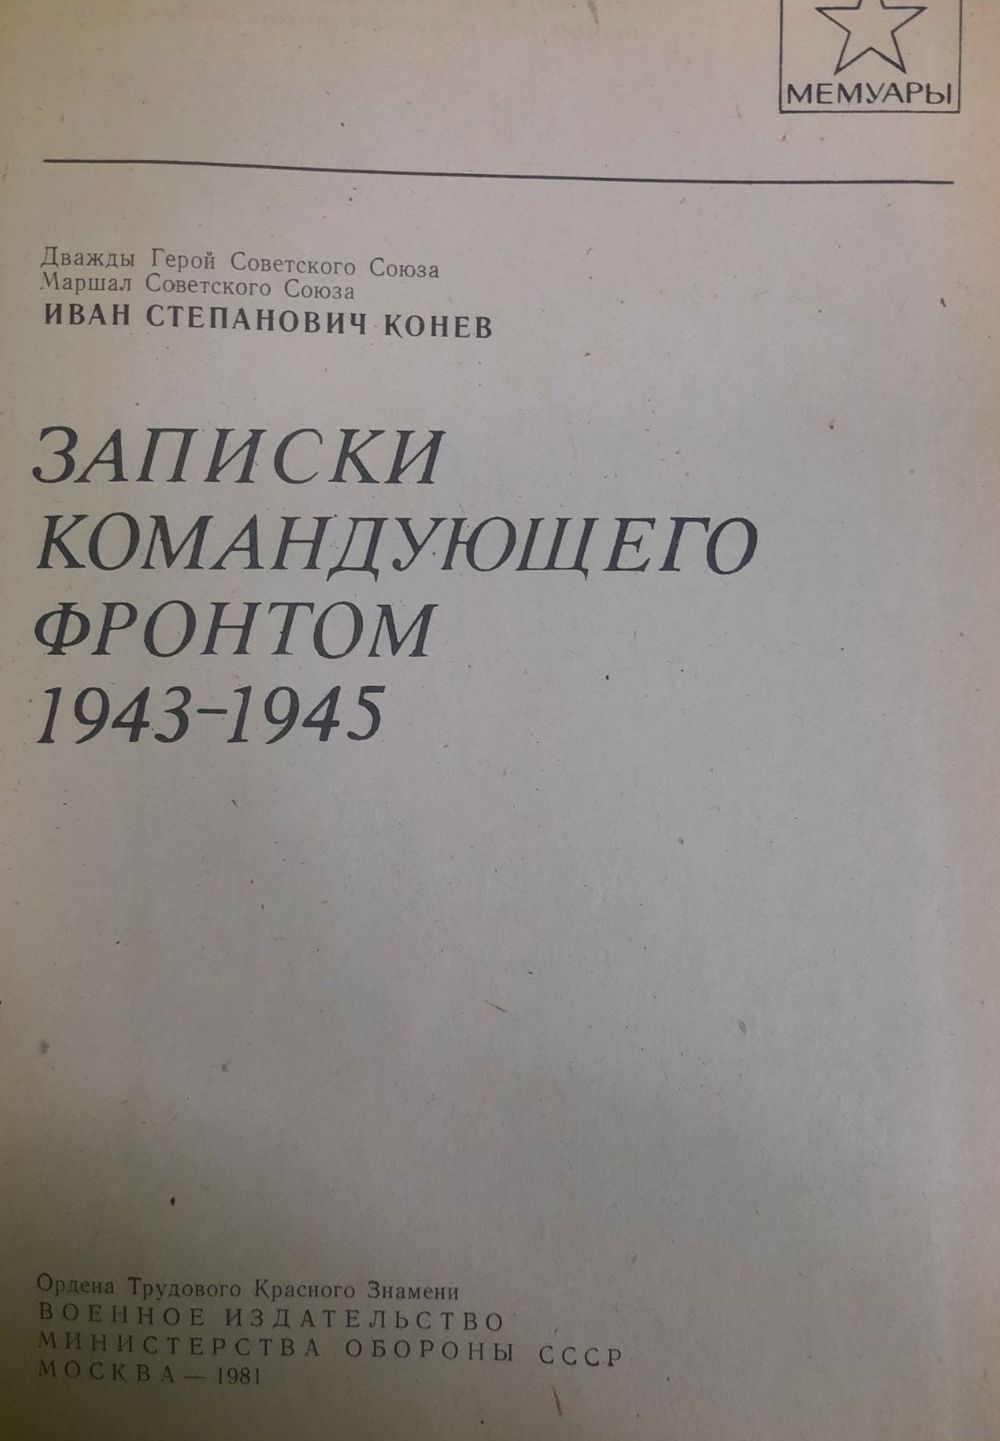 МЕМУАРЫ
Дважды Герой Советского Союза
Маршал Советского Союза
ИВАН СТЕПАНОВИЧ КОНЕВ
ЗАПИСКИ
КОМАНДУЮЩЕГО
ФРОНТОМ
1943-1945
Ордена Трудового Красного Знамени
ВОЕННОЕ ИЗДАТЕЛЬСТВО
МИНИСТЕРСТВА ОБОРОНЫ СССР
МОСКВА — 1981